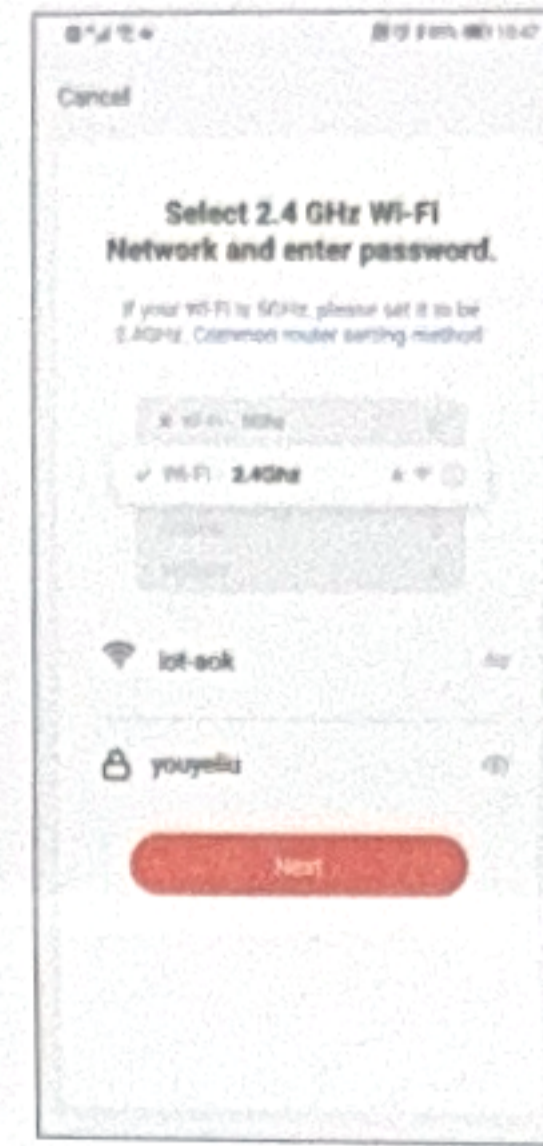 Cancel
Select 2.4 GHz Wi-Fi
Network and enter password.
If your Wi-Fi is 5GHz, please set it to be
2.4GHz. Common router setting method
Wi-Fi - 5Ghz
Wi-Fi - 2.4Ghz
iot-aok
youyeliu
Next